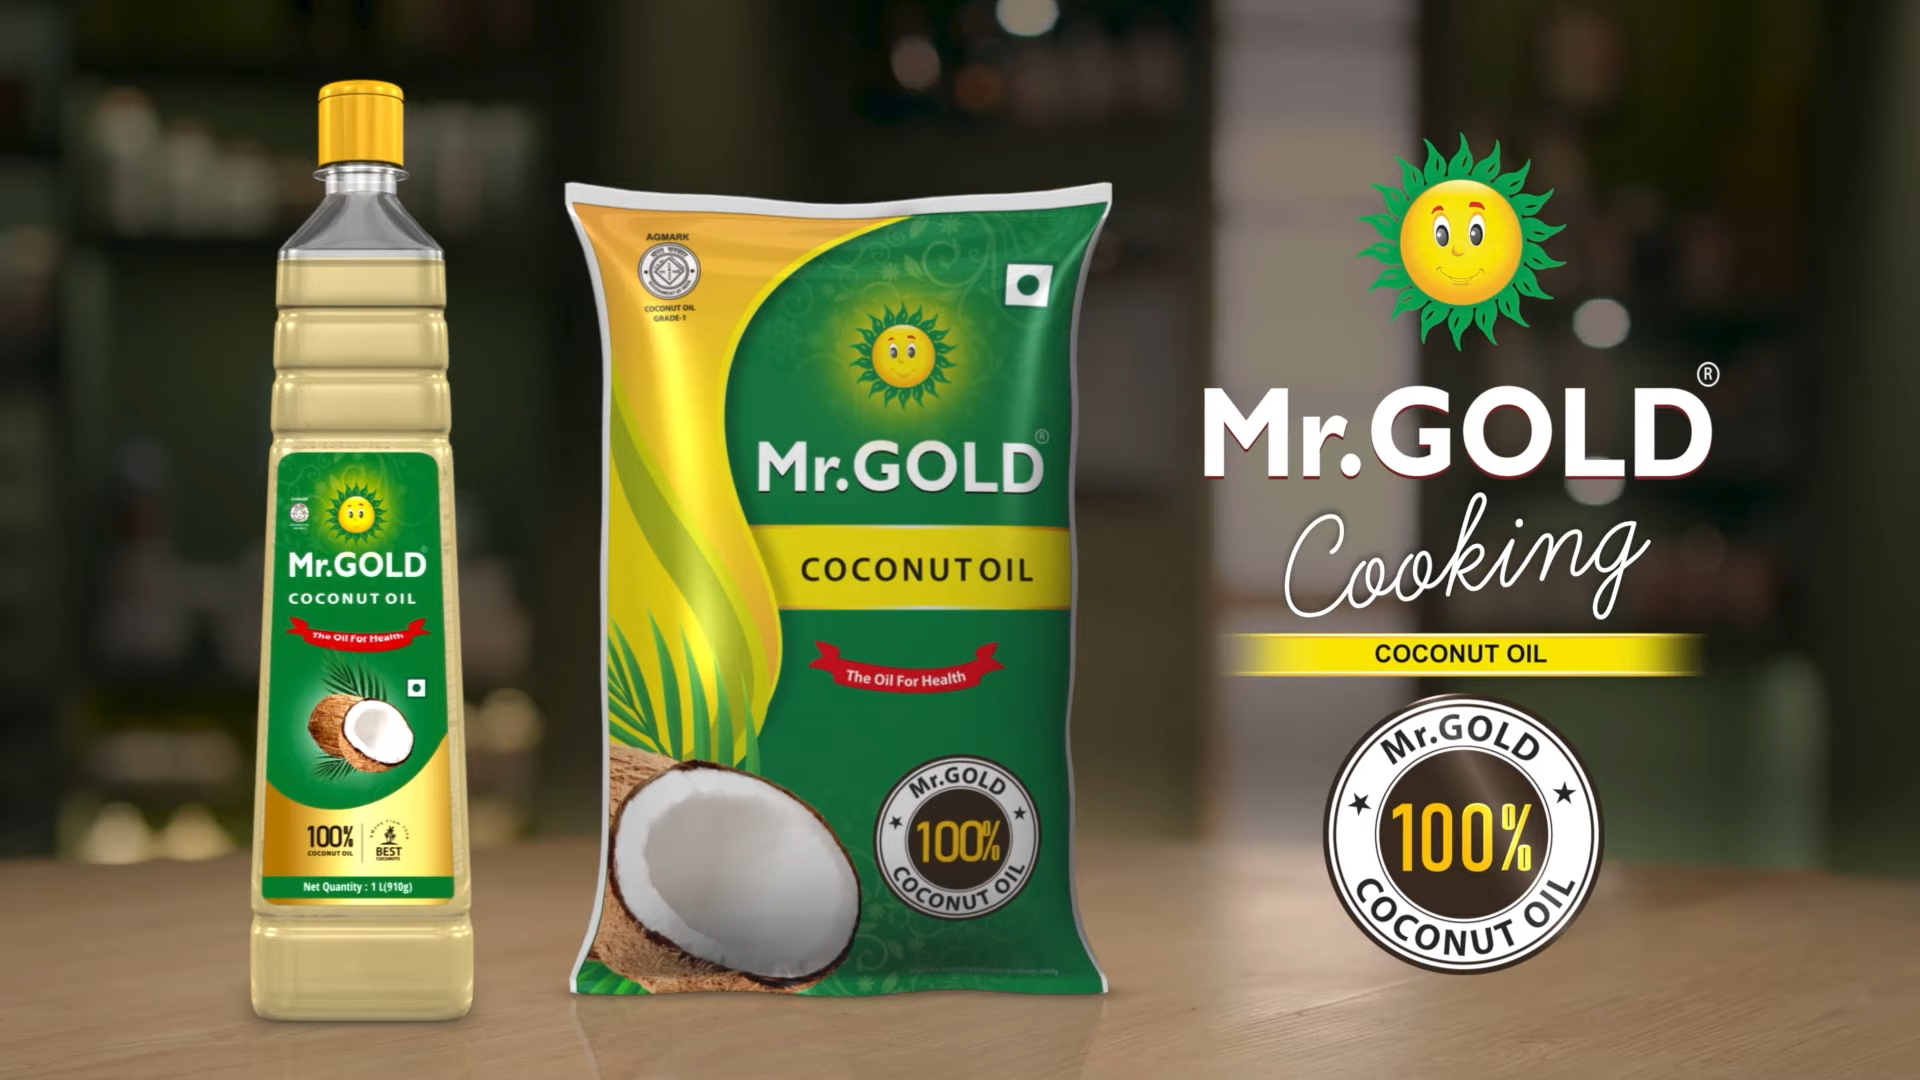 Mr.GOLD
COCONUT OIL
The Oil For Health
100%
COCONUT OIL
BEST
COCONUTS
Net Quantity : 1 L(910g)
AGMARK
COCONUT OIL
GRADE-1
Mr.GOLD®
COCONUT OIL
The Oil For Health
Mr.GOLD
100%
COCONUT OIL
Mr.GOLD®
Cooking
COCONUT OIL
Mr.GOLD
100%
COCONUT OIL